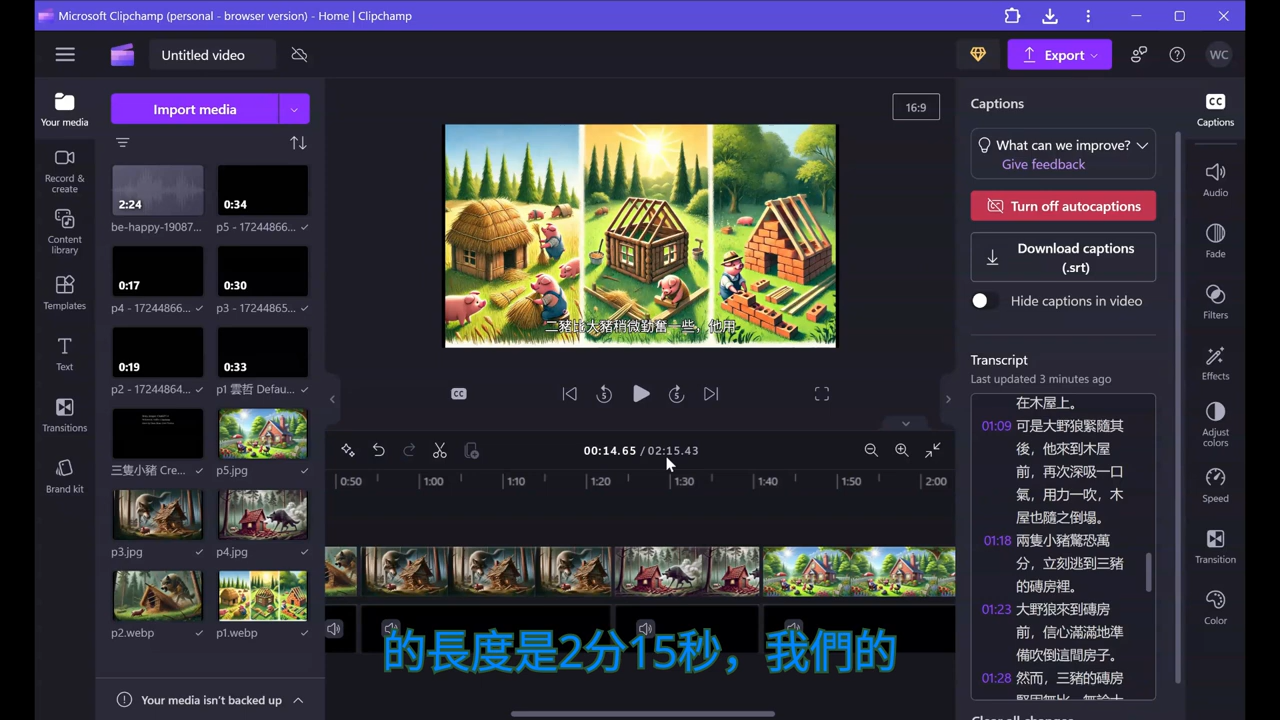 Microsoft Clipchamp (personal - browser version) - Home | Clipchamp
Untitled video
Export
WC
Your media
Record & create
Content library
Templates
Text
Transitions
Brand kit
Import media
2:24
0:34
be-happy-19087...
p5 - 17244866...
0:17
0:30
p4 - 17244866...
p3 - 1724486...
0:19
0:33
p2 - 17244864...
p1 雲哲 Defau...
三隻小豬 Cre...
p5.jpg
p3.jpg
p4.jpg
p2.webp
p1.webp
Your media isn't backed up
16:9
二豬比大豬稍微勤奮一些，他用
CC
5
5
00:14.65 / 02:15.43
0:50
1:00
1:10
1:20
1:30
1:40
1:50
2:00
的長度是2分15秒，我們的
Captions
What can we improve?
Give feedback
Turn off autocaptions
Download captions
(.srt)
Hide captions in video
Transcript
Last updated 3 minutes ago
在木屋上。
01:09 可是大野狼緊隨其
後，他來到木屋
前，再次深吸一口
氣，用力一吹，木
屋也隨之倒塌。
01:18 兩隻小豬驚恐萬
分，立刻逃到三豬
的磚房裡。
01:23 大野狼來到磚房
前，信心滿滿地準
備吹倒這間房子。
01:28 然而，三豬的磚房
CC
Captions
Audio
Fade
Filters
Effects
Adjust colors
Speed
Transition
Color